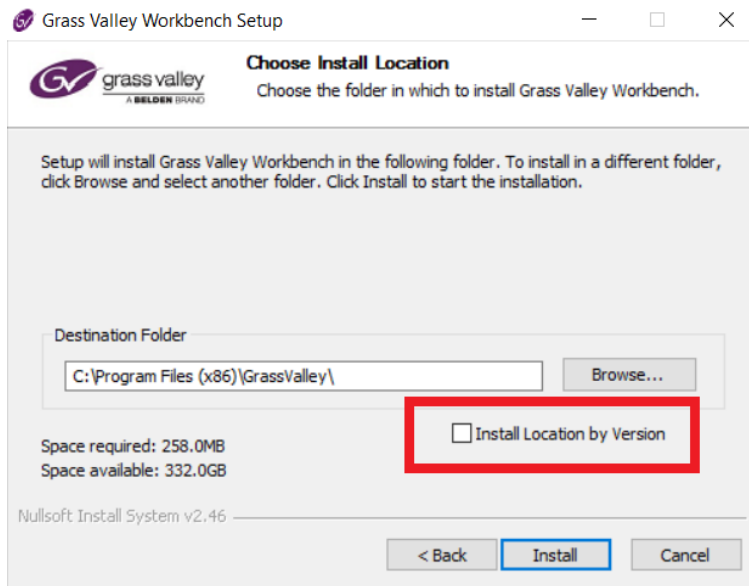 Grass Valley Workbench Setup
GV grass valley
A BELDEN BRAND
Choose Install Location
Choose the folder in which to install Grass Valley Workbench.
Setup will install Grass Valley Workbench in the following folder. To install in a different folder,
click Browse and select another folder. Click Install to start the installation.
Destination Folder
C:\Program Files (x86)\GrassValley\
Browse...
Install Location by Version
Space required: 258.0MB
Space available: 332.0GB
Nullsoft Install System v2.46
< Back
Install
Cancel